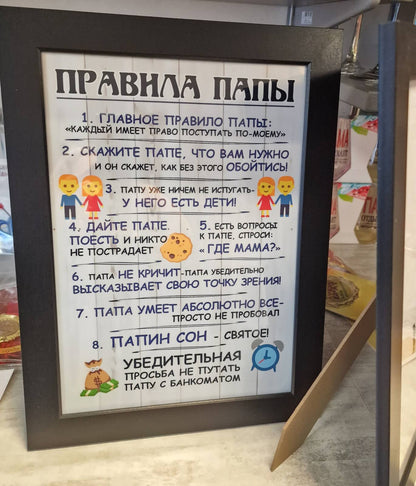 ПРАВИЛА ПАПЫ
1. ГЛАВНОЕ ПРАВИЛО ПАПЫ:
«КАЖДЫЙ ИМЕЕТ ПРАВО ПОСТУПАТЬ ПО-МОЕМУ»
2. СКАЖИТЕ ПАПЕ, ЧТО ВАМ НУЖНО
И ОН СКАЖЕТ, КАК БЕЗ ЭТОГО ОБОЙТИСЬ!
3. ПАПУ УЖЕ НИЧЕМ НЕ ИСПУГАТЬ-
У НЕГО ЕСТЬ ДЕТИ!
4. ДАЙТЕ ПАПЕ
ПОЕСТЬ И НИКТО
НЕ ПОСТРАДАЕТ
5. ЕСТЬ ВОПРОСЫ
К ПАПЕ, СПРОСИ:
« ГДЕ МАМА?»
6. ПАПА НЕ КРИЧИТ-ПАПА УБЕДИТЕЛЬНО
ВЫСКАЗЫВАЕТ СВОЮ ТОЧКУ ЗРЕНИЯ!
7. ПАПА УМЕЕТ АБСОЛЮТНО ВСЕ-
ПРОСТО НЕ ПРОБОВАЛ
8. ПАПИН СОН - СВЯТОЕ!
УБЕДИТЕЛЬНАЯ
ПРОСЬБА НЕ ПУТАТЬ
ПАПУ С БАНКОМАТОМ